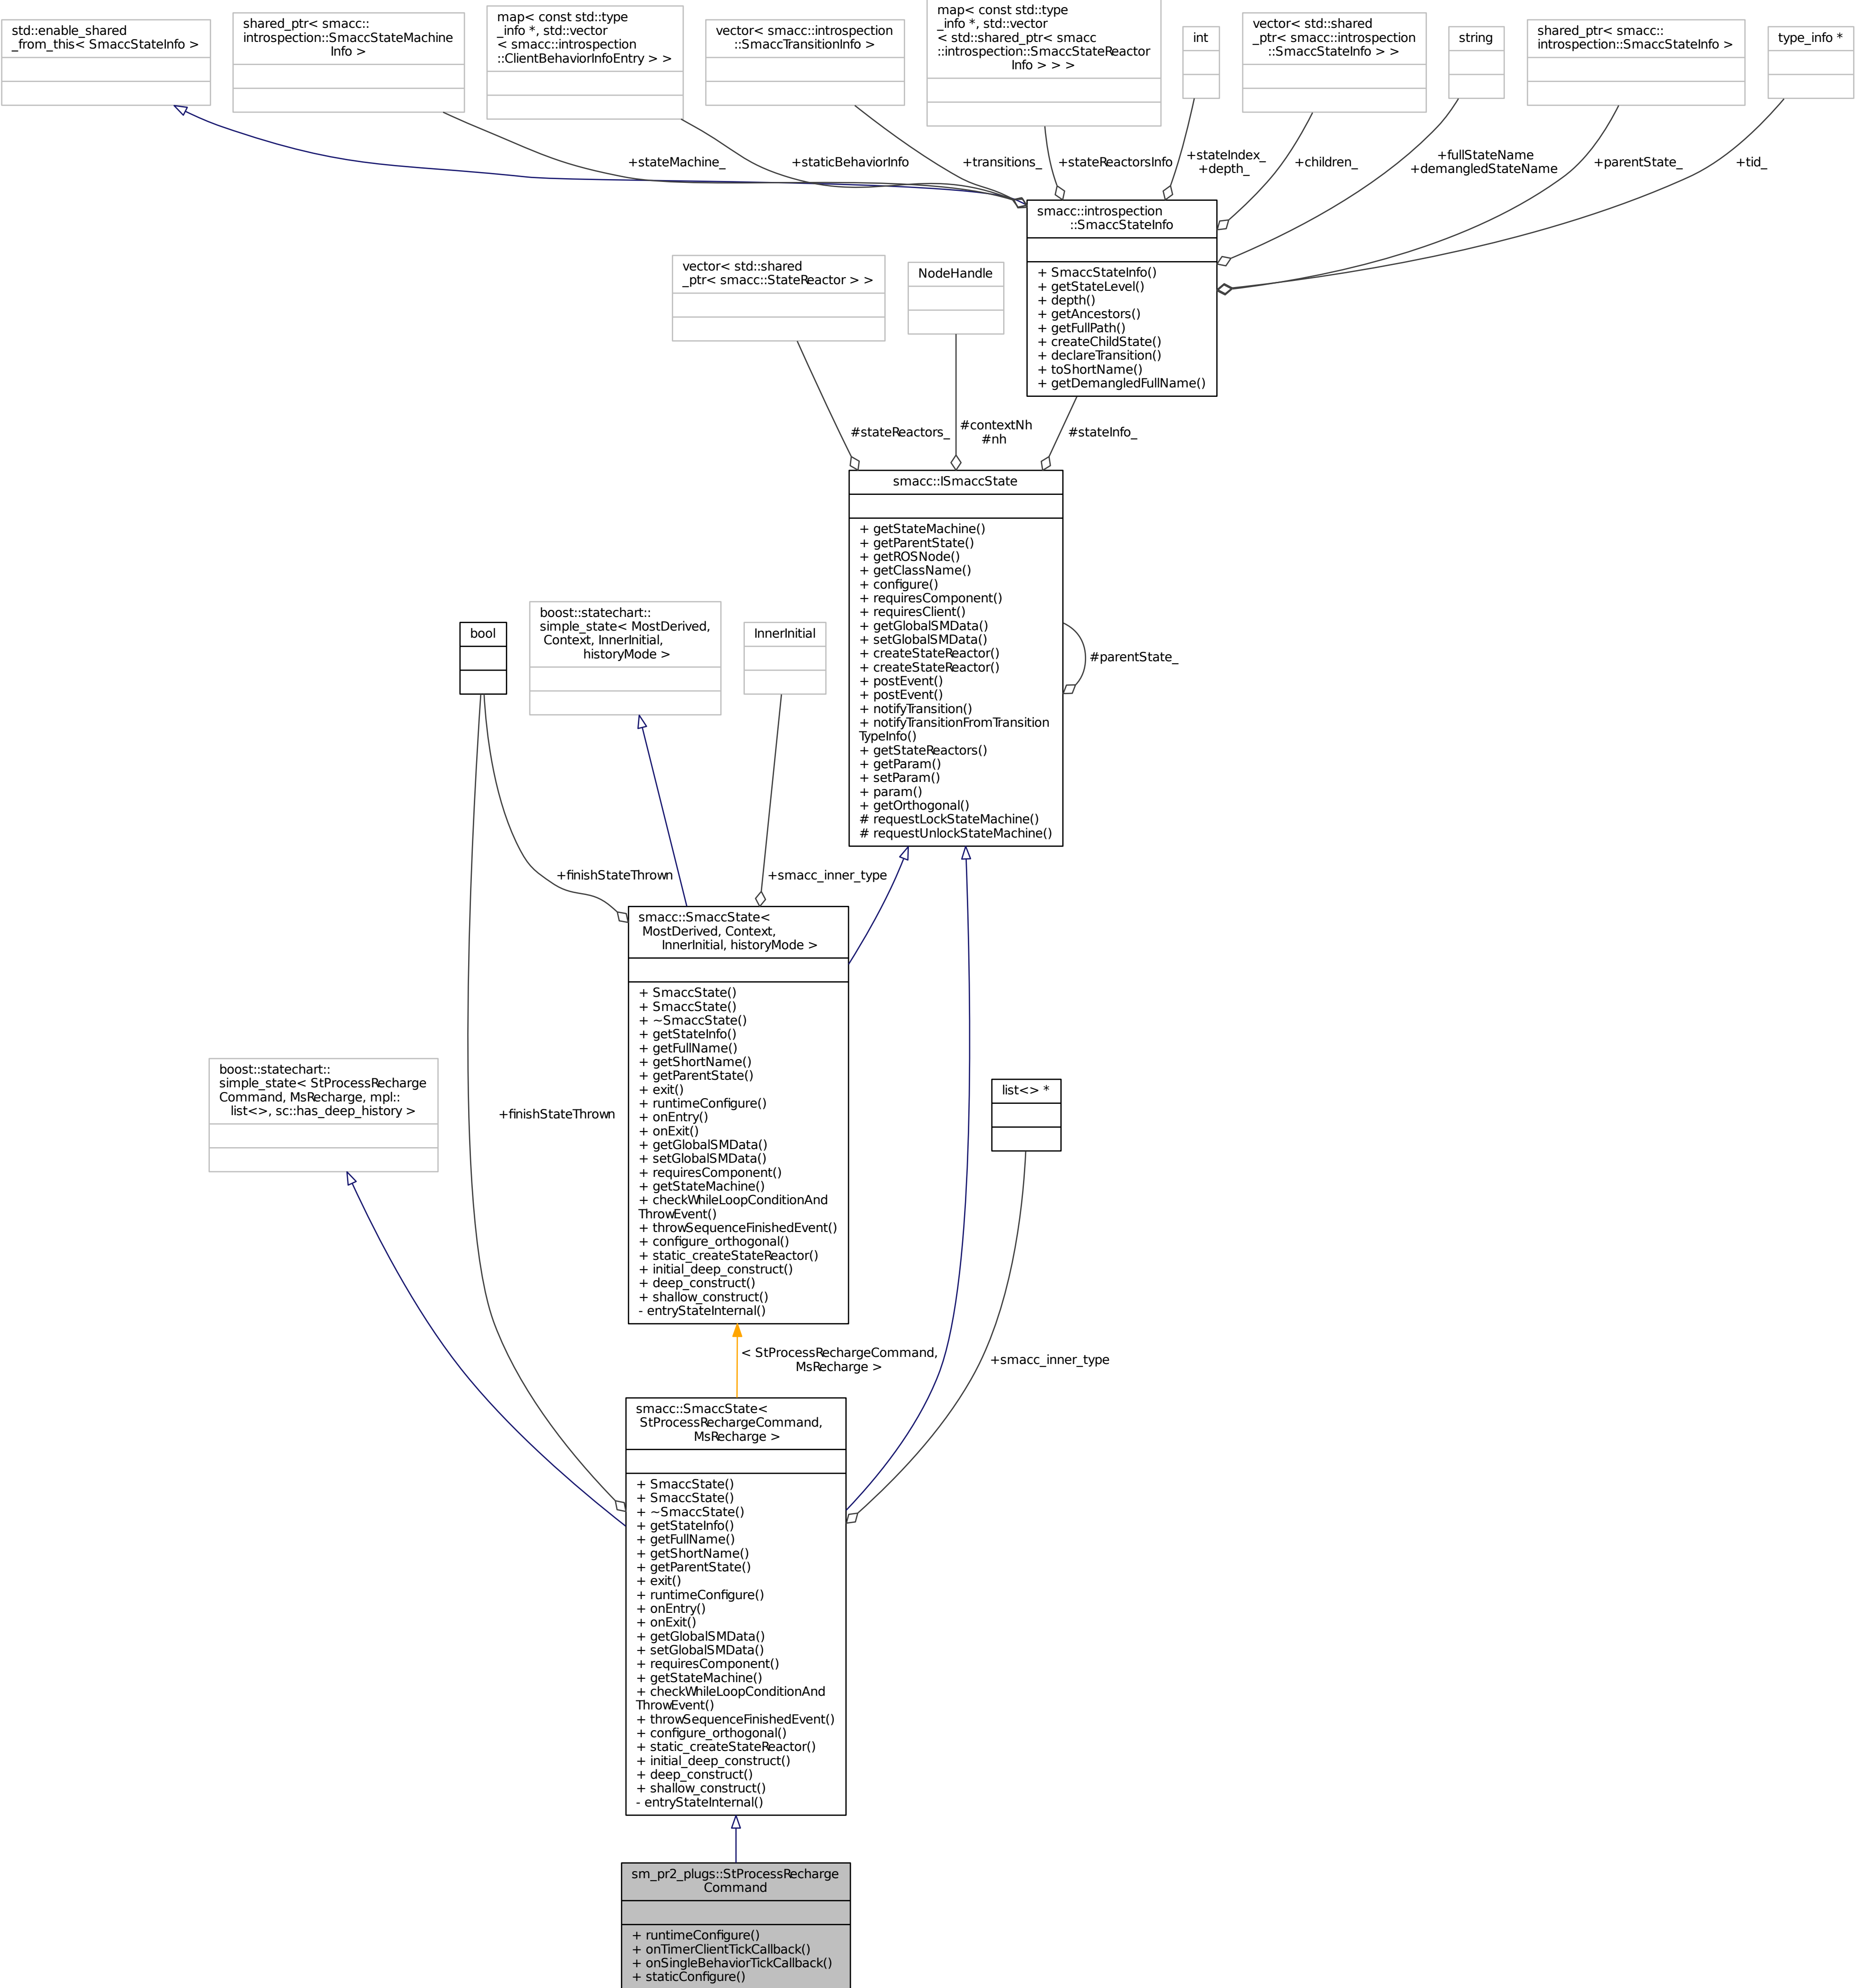 std::enable_shared
_from_this< SmaccStateInfo >
shared_ptr< smacc::
introspection::SmaccStateMachine
Info >
map< const std::type
_info *, std::vector
< smacc::introspection
::ClientBehaviorInfoEntry > >
vector< smacc::introspection
::SmaccTransitionInfo >
map< const std::type
_info *, std::vector
< std::shared_ptr< smacc
::introspection::SmaccStateReactor
Info > > >
int
vector< std::shared
_ptr< smacc::introspection
::SmaccStateInfo > >
string
shared_ptr< smacc::
introspection::SmaccStateInfo >
type_info *
+stateMachine_
+staticBehaviorInfo
+transitions_
+stateReactorsInfo
+stateIndex_
+depth_
+children_
+fullStateName
+demangledStateName
+parentState_
+tid_
smacc::introspection
::SmaccStateInfo
+ SmaccStateInfo()
+ getStateLevel()
+ depth()
+ getAncestors()
+ getFullPath()
+ createChildState()
+ declareTransition()
+ toShortName()
+ getDemangledFullName()
vector< std::shared
_ptr< smacc::StateReactor > >
NodeHandle
#stateReactors_
#contextNh
#nh
#stateInfo_
smacc::ISmaccState
+ getStateMachine()
+ getParentState()
+ getROSNode()
+ getClassName()
+ configure()
+ requiresComponent()
+ requiresClient()
+ getGlobalSMData()
+ setGlobalSMData()
+ createStateReactor()
+ createStateReactor()
+ postEvent()
+ postEvent()
+ notifyTransition()
+ notifyTransitionFromTransition
TypeInfo()
+ getStateReactors()
+ getParam()
+ setParam()
+ param()
+ getOrthogonal()
# requestLockStateMachine()
# requestUnlockStateMachine()
#parentState_
bool
boost::statechart::
simple_state< MostDerived,
Context, InnerInitial,
historyMode >
InnerInitial
+finishStateThrown
+smacc_inner_type
smacc::SmaccState<
MostDerived, Context,
InnerInitial, historyMode >
+ SmaccState()
+ SmaccState()
+ ~SmaccState()
+ getStateInfo()
+ getFullName()
+ getShortName()
+ getParentState()
+ exit()
+ runtimeConfigure()
+ onEntry()
+ onExit()
+ getGlobalSMData()
+ setGlobalSMData()
+ requiresComponent()
+ getStateMachine()
+ checkWhileLoopConditionAnd
ThrowEvent()
+ throwSequenceFinishedEvent()
+ configure_orthogonal()
+ static_createStateReactor()
+ initial_deep_construct()
+ deep_construct()
+ shallow_construct()
- entryStateInternal()
boost::statechart::
simple_state< StProcessRecharge
Command, MsRecharge, mpl::
list<>, sc::has_deep_history >
+finishStateThrown
list<> *
< StProcessRechargeCommand,
MsRecharge >
+smacc_inner_type
smacc::SmaccState<
StProcessRechargeCommand,
MsRecharge >
+ SmaccState()
+ SmaccState()
+ ~SmaccState()
+ getStateInfo()
+ getFullName()
+ getShortName()
+ getParentState()
+ exit()
+ runtimeConfigure()
+ onEntry()
+ onExit()
+ getGlobalSMData()
+ setGlobalSMData()
+ requiresComponent()
+ getStateMachine()
+ checkWhileLoopConditionAnd
ThrowEvent()
+ throwSequenceFinishedEvent()
+ configure_orthogonal()
+ static_createStateReactor()
+ initial_deep_construct()
+ deep_construct()
+ shallow_construct()
- entryStateInternal()
sm_pr2_plugs::StProcessRecharge
Command
+ runtimeConfigure()
+ onTimerClientTickCallback()
+ onSingleBehaviorTickCallback()
+ staticConfigure()